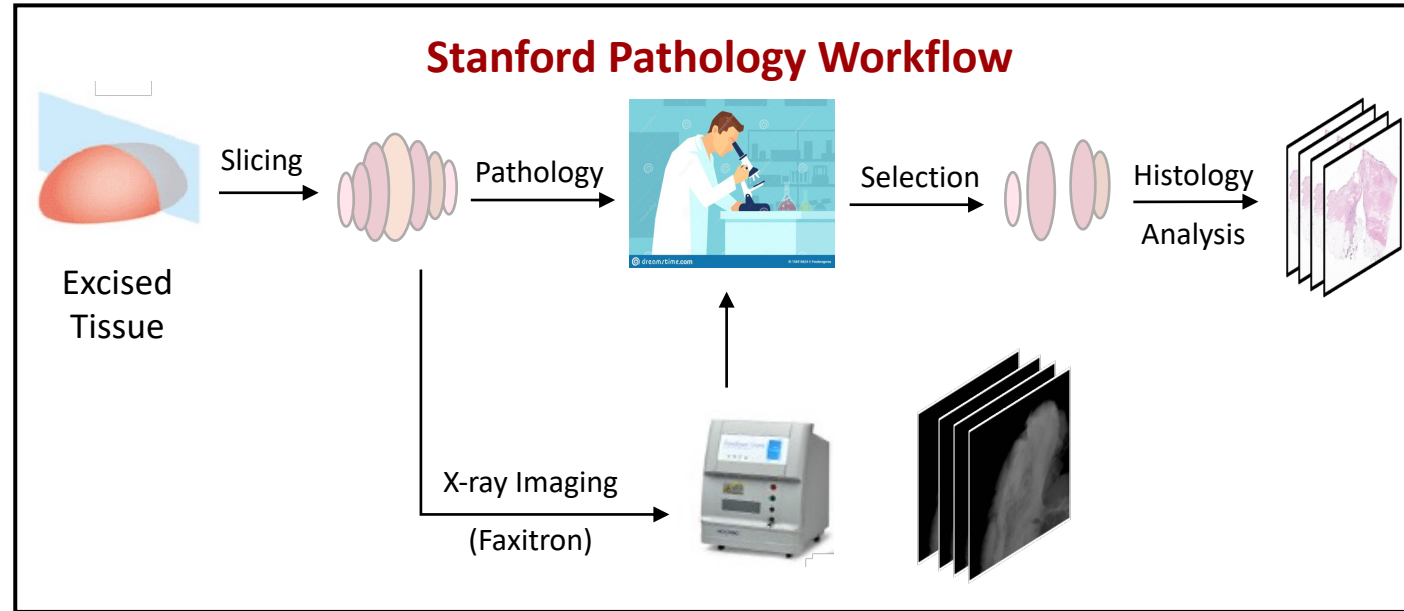 Stanford Pathology Workflow
Slicing
Pathology
Selection
Histology
Analysis
Excised
Tissue
dreamstime.com
X-ray Imaging
(Faxitron)